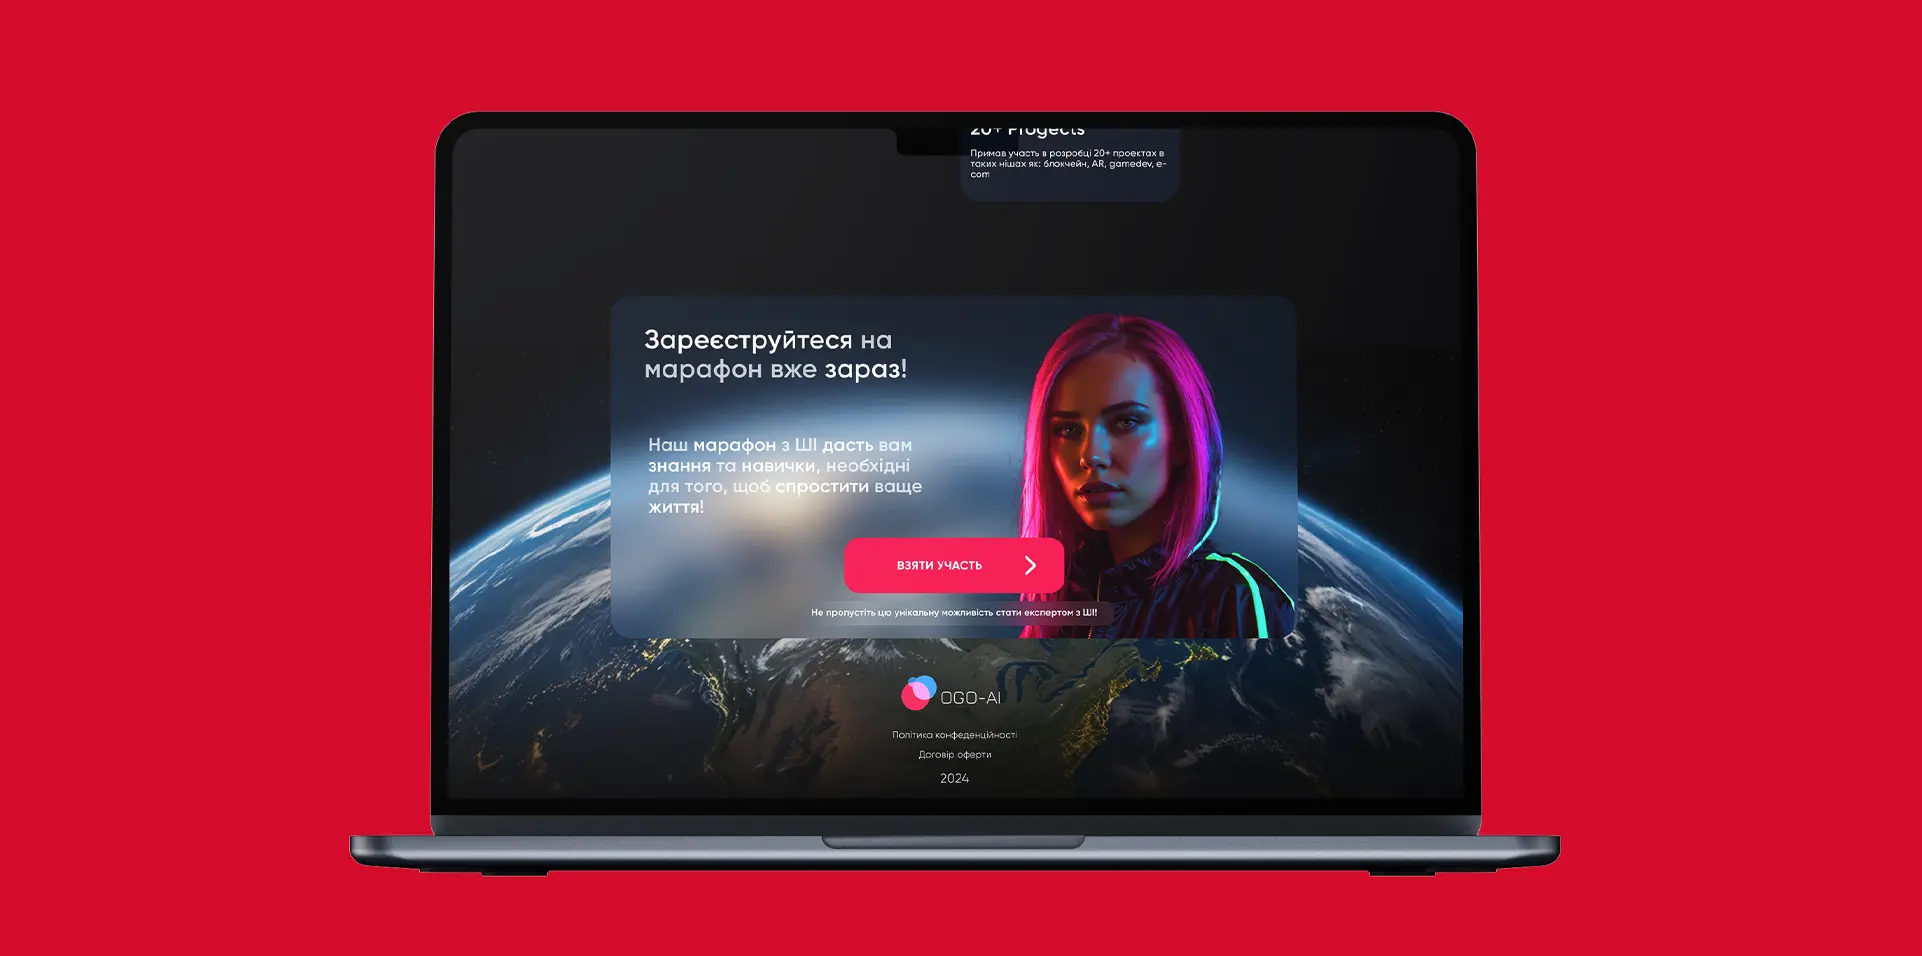 20+ Progects
Примав участь в розробці 20+ проектах в
таких нішах як: блокчейн, AR, gamedev, e-
com
Зареєструйтеся на
марафон вже зараз!
Наш марафон з ШІ дасть вам
знання та навички, необхідні
для того, щоб спростити ваще
життя!
ВЗЯТИ УЧАСТЬ
Не пропустіть цю унікальну можливість стати експертом з ШІ!
OGO-AI
Політика конфеденційності
Договір оферти
2024